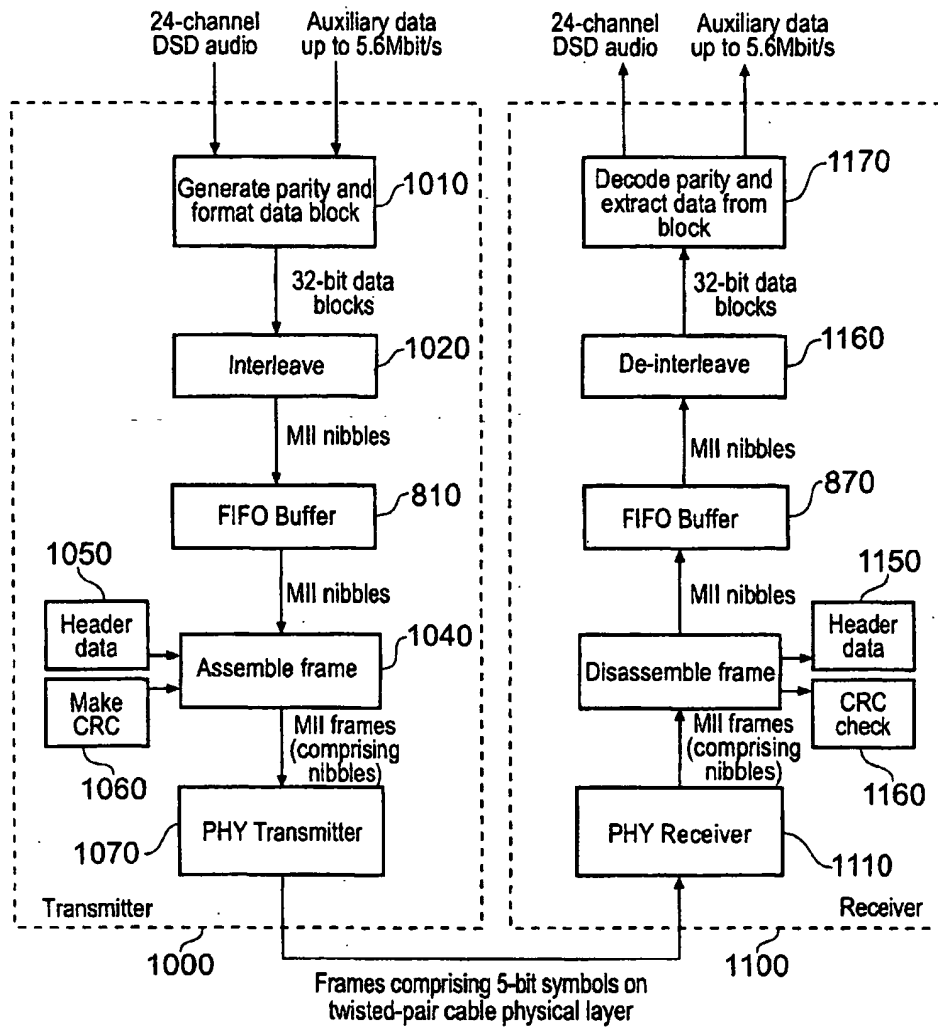 24-channel
DSD audio
Auxiliary data
up to 5.6Mbit/s
Generate parity and
format data block
1010
32-bit data
blocks
Interleave
1020
MII nibbles
FIFO Buffer
810
MII nibbles
1050
Header
data
Make
CRC
1060
Assemble frame
1040
MII frames
(comprising
nibbles)
PHY Transmitter
1070
Transmitter
1000
24-channel
DSD audio
Auxiliary data
up to 5.6Mbit/s
1170
Decode parity and
extract data from
block
32-bit data
blocks
1160
De-interleave
MII nibbles
870
FIFO Buffer
MII nibbles
1150
Header
data
Disassemble frame
CRC
check
1160
MII frames
(comprising
nibbles)
PHY Receiver
1110
Receiver
1100
Frames comprising 5-bit symbols on
twisted-pair cable physical layer